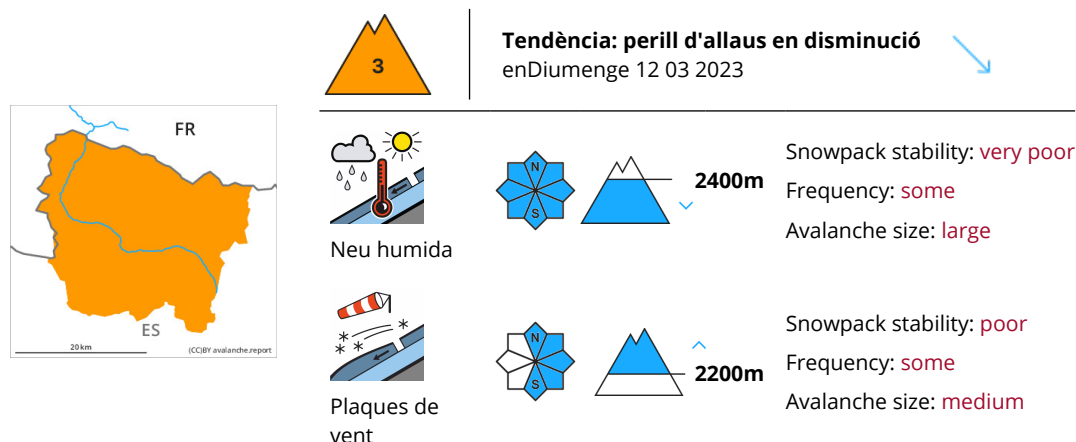 3
Tendència: perill d'allaus en disminució
enDiumenge 12 03 2023
FR
ES
20 km
(CC)BY avalanche.report
Neu humida
N
S
2400m
Snowpack stability: very poor
Frequency: some
Avalanche size: large
Plaques de
vent
N
S
2200m
Snowpack stability: poor
Frequency: some
Avalanche size: medium